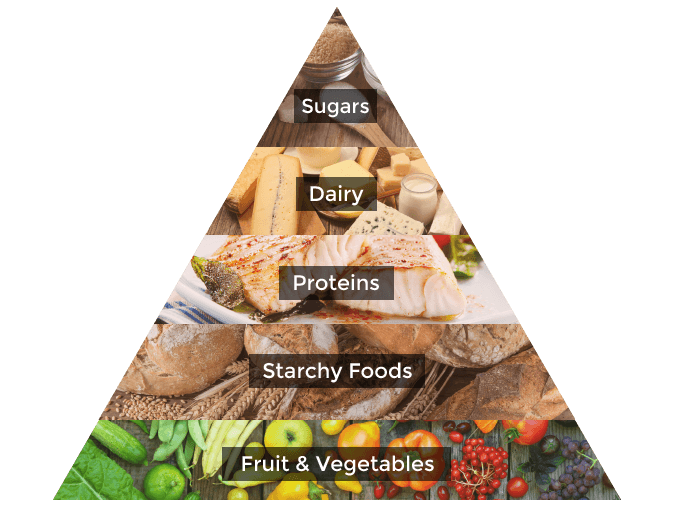 Sugars
Dairy
Proteins
Starchy Foods
Fruit & Vegetables